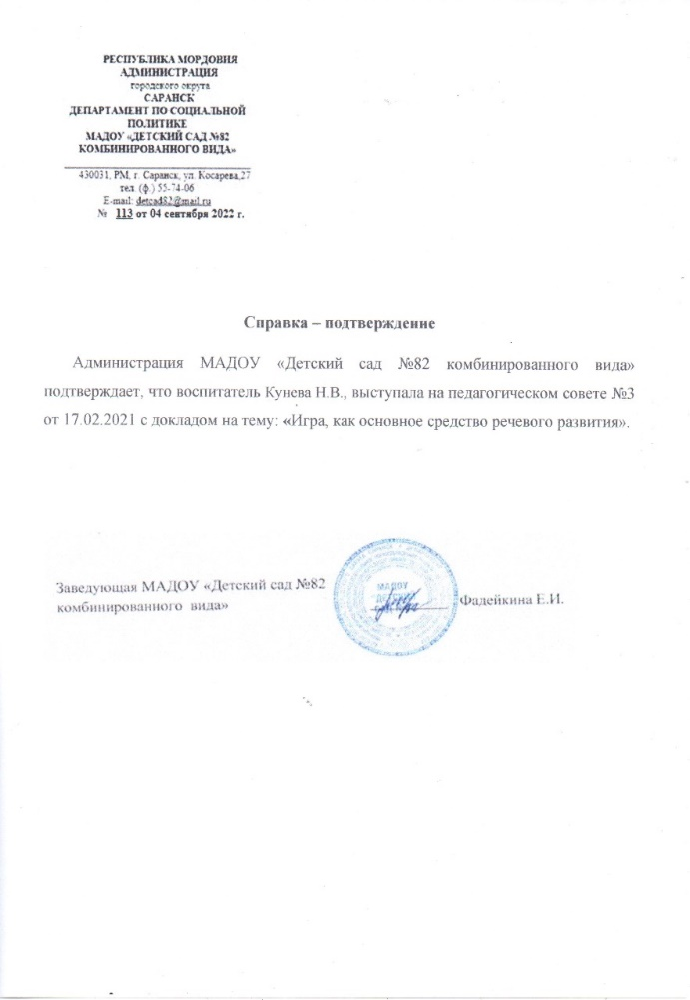 РЕСПУБЛИКА МОРДОВИЯ
АДМИНИСТРАЦИЯ
городского округа
САРАНСК
ДЕПАРТАМЕНТ ПО СОЦИАЛЬНОЙ
ПОЛИТИКЕ
МАДОУ «ДЕТСКИЙ САД №82
КОМБИНИРОВАННОГО ВИДА»
430031, РМ, г. Саранск, ул. Косарева,27
тел. (ф.) 55-74-06
E-mail: detcad82@mail.ru
№ 113 от 04 сентября 2022 г.
Справка – подтверждение
Администрация МАДОУ «Детский сад №82 комбинированного вида»
подтверждает, что воспитатель Кунева Н.В., выступала на педагогическом совете №3
от 17.02.2021 с докладом на тему: «Игра, как основное средство речевого развития».
Заведующая МАДОУ «Детский сад №82
комбинированного вида» Фадейкина Е.И.
МАДОУ